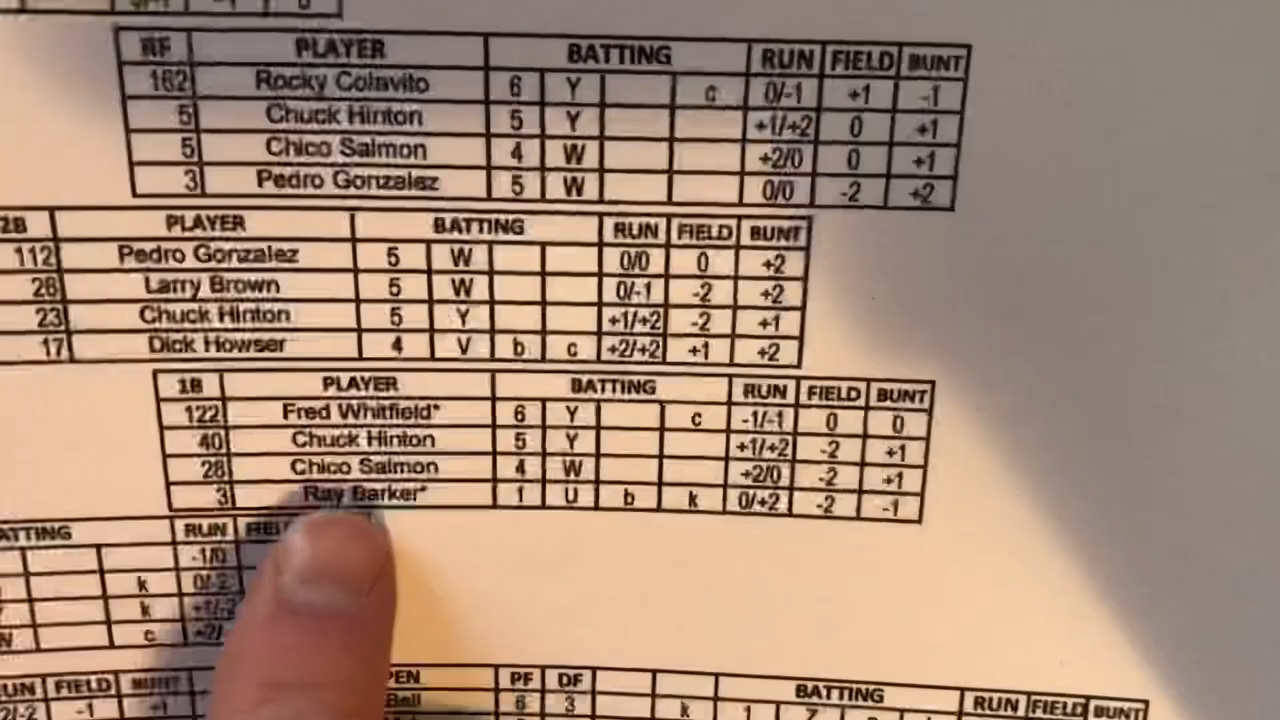 RF PLAYER BATTING RUN FIELD BUNT
162 Rocky Colavito 6 Y c 0/-1 +1 -1
5 Chuck Hinton 5 Y +1/+2 0 +1
5 Chico Salmon 4 W +2/0 0 +1
3 Pedro Gonzalez 5 W 0/0 -2 +2
2B PLAYER BATTING RUN FIELD BUNT
112 Pedro Gonzalez 5 W 0/0 0 +2
26 Larry Brown 5 W 0/-1 -2 +2
23 Chuck Hinton 5 Y +1/+2 -2 +1
17 Dick Howser 4 V b c +2/+2 +1 +2
1B PLAYER BATTING RUN FIELD BUNT
122 Fred Whitfield* 6 Y c -1/-1 0 0
40 Chuck Hinton 5 Y +1/+2 -2 +1
28 Chico Salmon 4 W +2/0 -2 +1
3 Ray Barker* 1 U b k 0/+2 -2 -1
ATTING RUN
-1/0
k 0/-2
k +1/-2
N c +2/
UN FIELD BUNT PEN PF DF BATTING RUN FIELD BUNT
2/-2 -1 +1 Bell 6 3 k 1